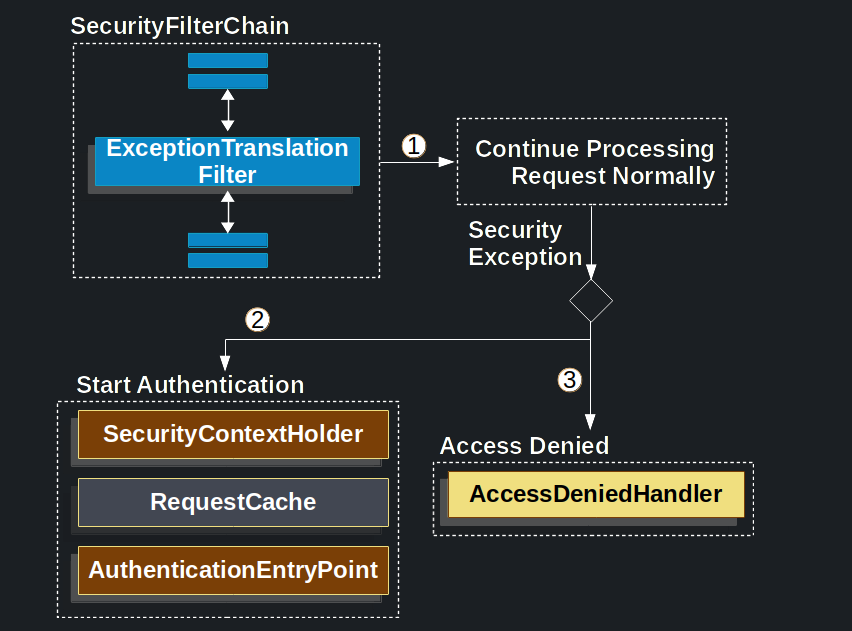 SecurityFilterChain
ExceptionTranslation
Filter
1
Continue Processing
Request Normally
Security
Exception
2
3
Start Authentication
SecurityContextHolder
RequestCache
AuthenticationEntryPoint
Access Denied
AccessDeniedHandler